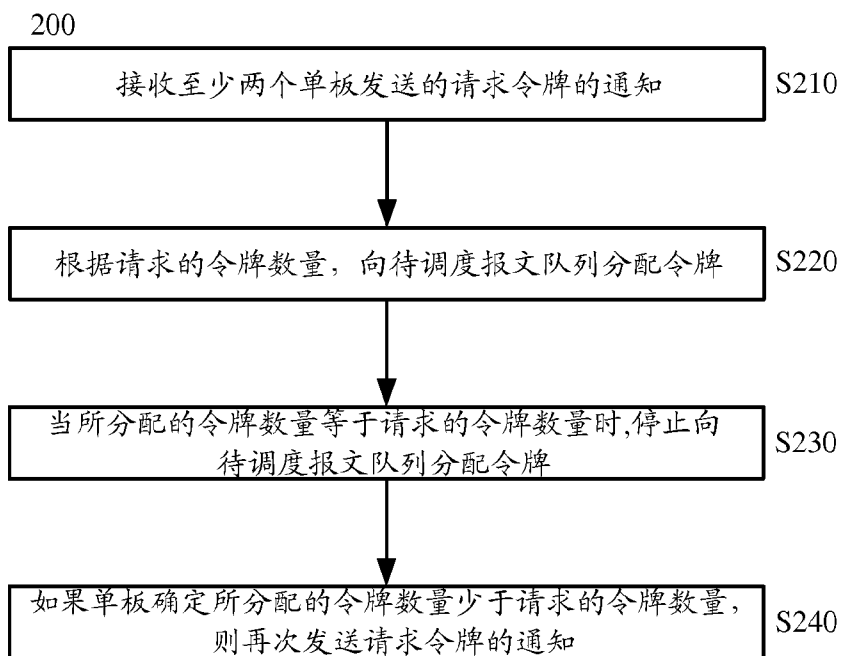 200
接收至少两个单板发送的请求令牌的通知
S210
根据请求的令牌数量，向待调度报文队列分配令牌
S220
当所分配的令牌数量等于请求的令牌数量时,停止向
待调度报文队列分配令牌
S230
如果单板确定所分配的令牌数量少于请求的令牌数量，
则再次发送请求令牌的通知
S240